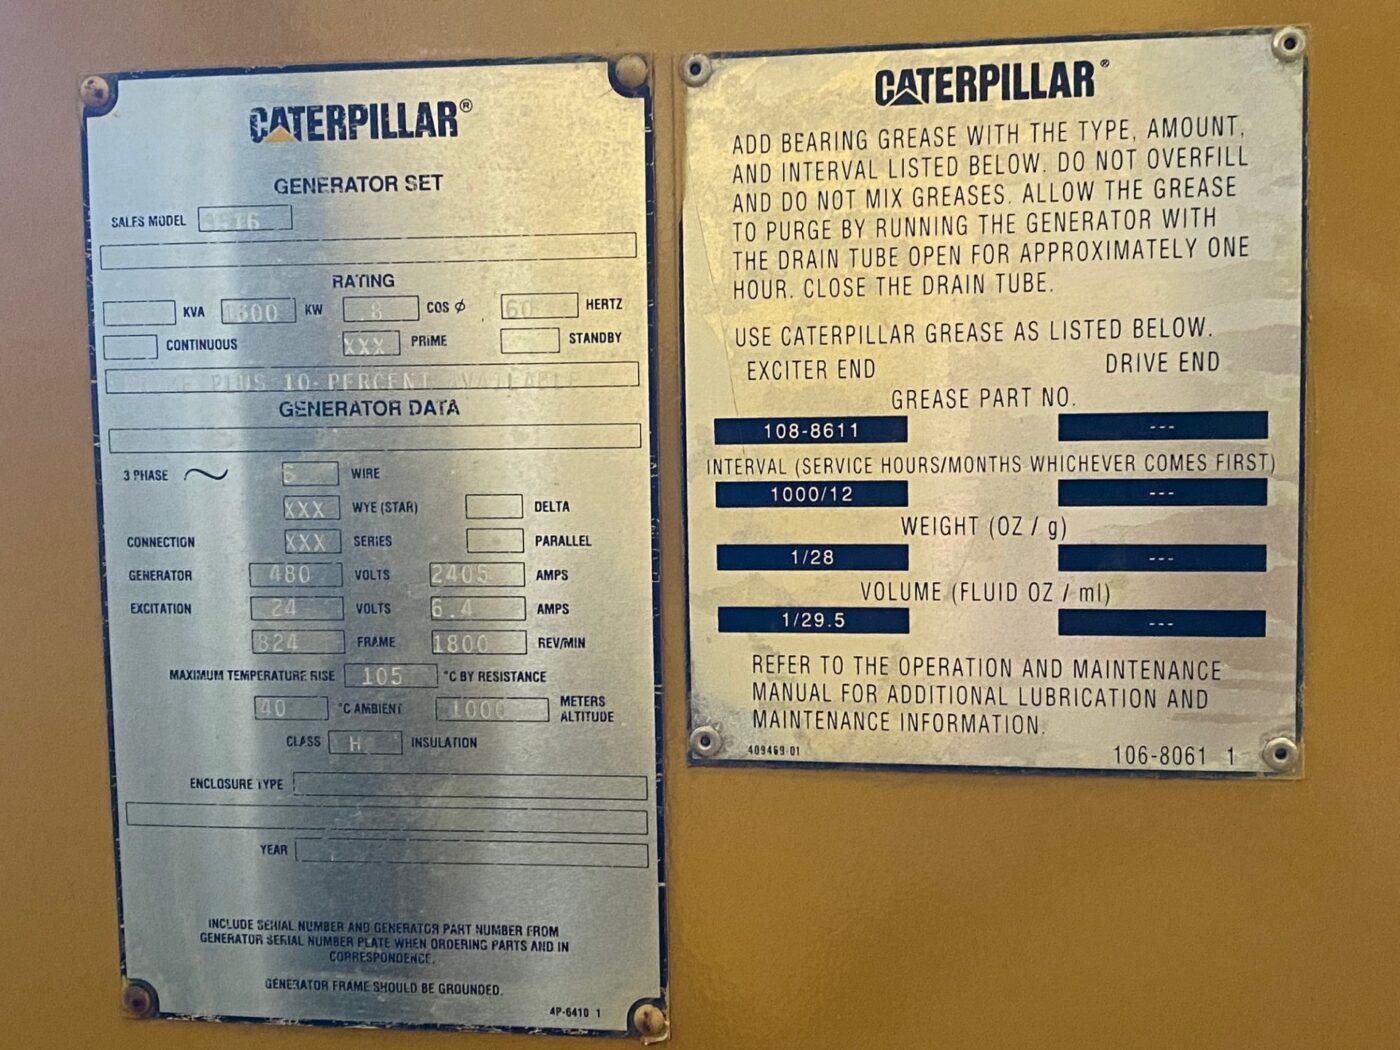 CATERPILLAR®
GENERATOR SET
SALES MODEL 3516
RATING
KVA 1600 KW .8 COS ϕ 60 HERTZ
CONTINUOUS XXX PRIME STANDBY
PLUS 10-PERCENT AVAILABLE
GENERATOR DATA
3 PHASE 6 WIRE
XXX WYE (STAR) DELTA
CONNECTION XXX SERIES PARALLEL
GENERATOR 480 VOLTS 2405 AMPS
EXCITATION 24 VOLTS 6.4 AMPS
824 FRAME 1800 REV/MIN
MAXIMUM TEMPERATURE RISE 105 °C BY RESISTANCE
40 °C AMBIENT 1000 METERS ALTITUDE
CLASS H INSULATION
ENCLOSURE TYPE
YEAR
INCLUDE SERIAL NUMBER AND GENERATOR PART NUMBER FROM
GENERATOR SERIAL NUMBER PLATE WHEN ORDERING PARTS AND IN
CORRESPONDENCE.
GENERATOR FRAME SHOULD BE GROUNDED.
4P-6410 1
CATERPILLAR®
ADD BEARING GREASE WITH THE TYPE, AMOUNT,
AND INTERVAL LISTED BELOW. DO NOT OVERFILL
AND DO NOT MIX GREASES. ALLOW THE GREASE
TO PURGE BY RUNNING THE GENERATOR WITH
THE DRAIN TUBE OPEN FOR APPROXIMATELY ONE
HOUR. CLOSE THE DRAIN TUBE.
USE CATERPILLAR GREASE AS LISTED BELOW.
EXCITER END DRIVE END
GREASE PART NO.
108-8611 ---
INTERVAL (SERVICE HOURS/MONTHS WHICHEVER COMES FIRST)
1000/12 ---
WEIGHT (OZ / g)
1/28 ---
VOLUME (FLUID OZ / ml)
1/29.5 ---
REFER TO THE OPERATION AND MAINTENANCE
MANUAL FOR ADDITIONAL LUBRICATION AND
MAINTENANCE INFORMATION.
409469 01 106-8061 1